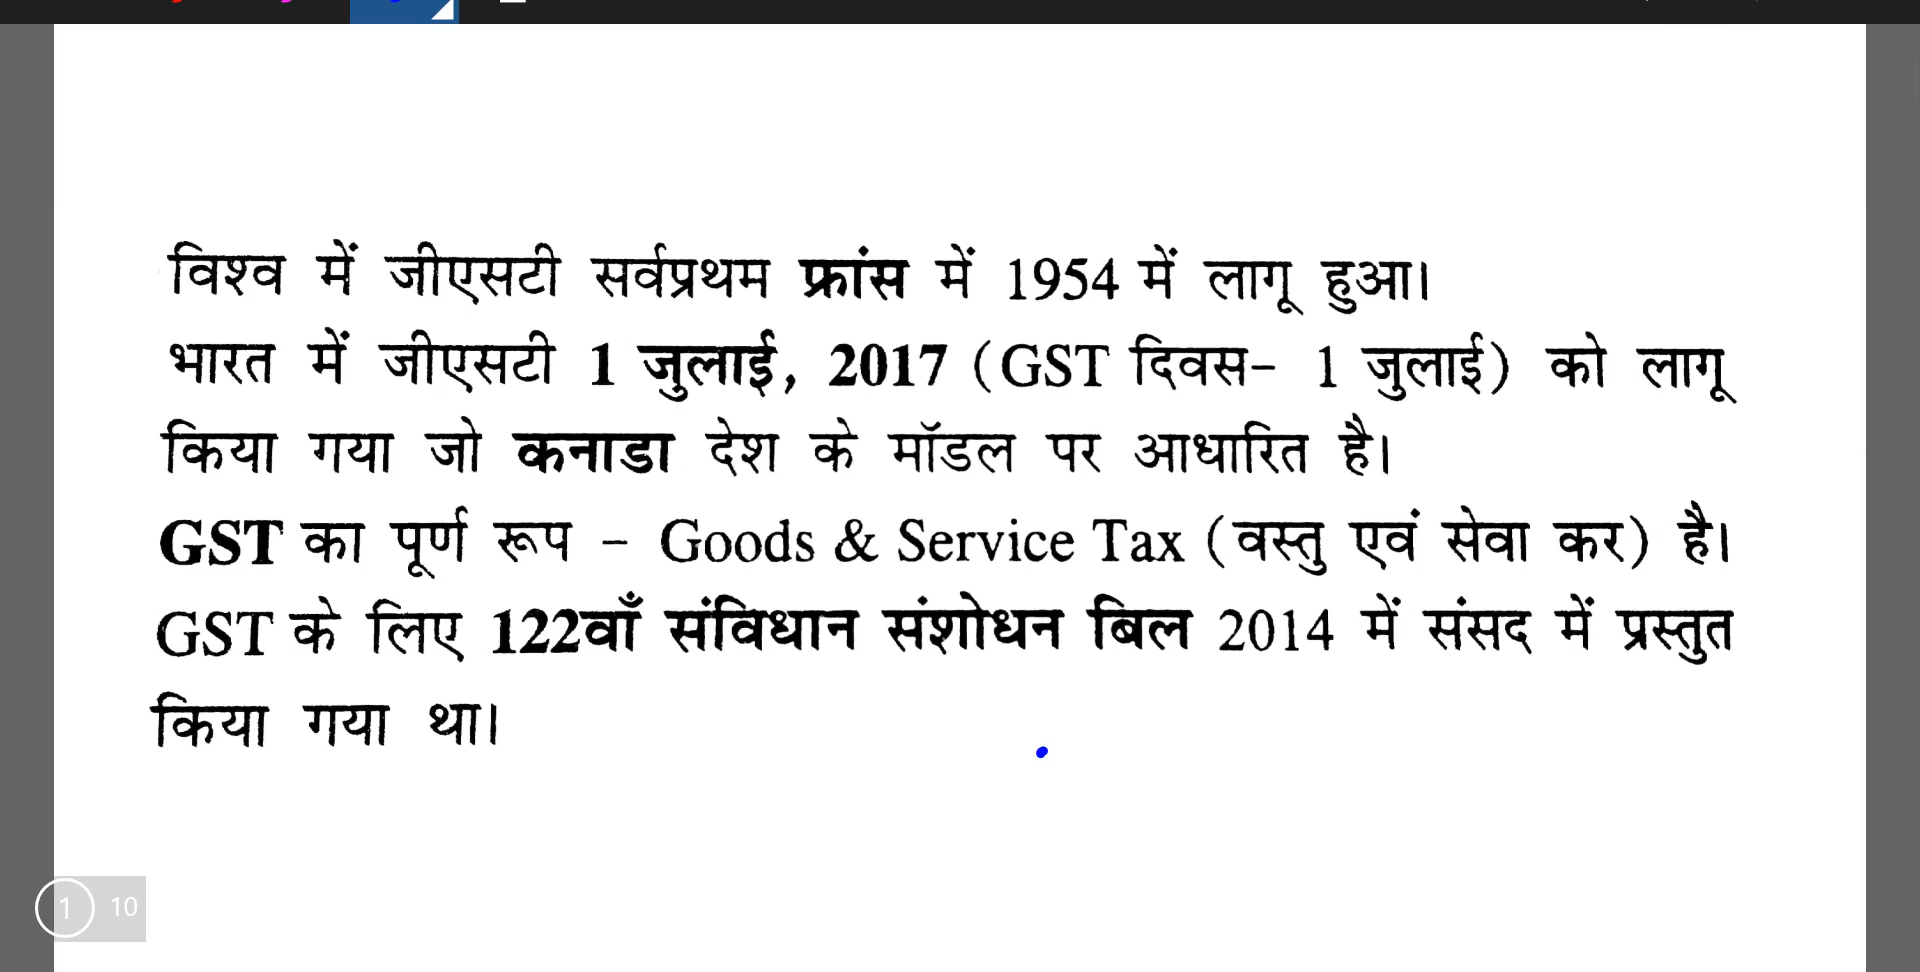 विश्व में जीएसटी सर्वप्रथम फ्रांस में 1954 में लागू हुआ।
भारत में जीएसटी 1 जुलाई, 2017 (GST दिवस- 1 जुलाई) को लागू
किया गया जो कनाडा देश के मॉडल पर आधारित है।
GST का पूर्ण रूप - Goods & Service Tax (वस्तु एवं सेवा कर) है।
GST के लिए 122वाँ संविधान संशोधन बिल 2014 में संसद में प्रस्तुत
किया गया था।
1 10